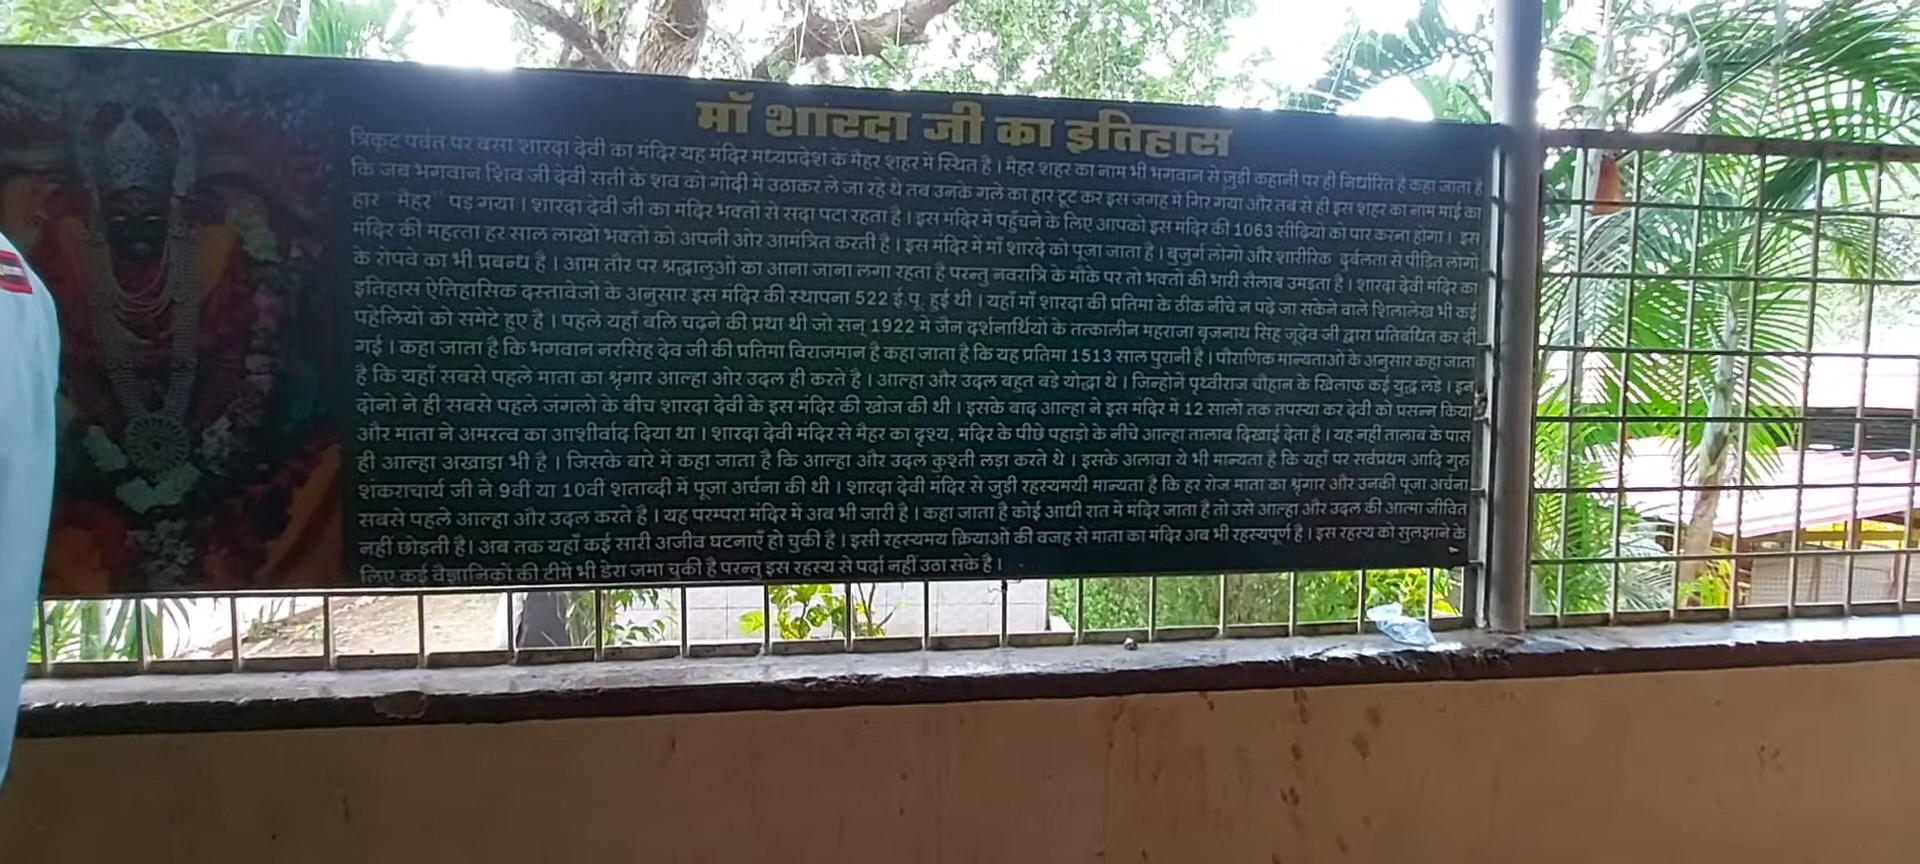 माँ शारदा जी का इतिहास
त्रिकूट पर्वत पर बसा शारदा देवी का मंदिर यह मंदिर मध्यप्रदेश के मैहर शहर में स्थित है । मैहर शहर का नाम भी भगवान से जुड़ी कहानी पर ही निर्धारित है कहा जाता है
कि जब भगवान शिव जी देवी सती के शव को गोदी में उठाकर ले जा रहे थे तब उनके गले का हार टूट कर इस जगह में गिर गया और तब से ही इस शहर का नाम माई का
हार "मैहर" पड़ गया । शारदा देवी जी का मंदिर भक्तो से सदा पटा रहता है । इस मंदिर में पहुँचने के लिए आपको इस मंदिर की 1063 सीढ़ियो को पार करना होगा । इस
मंदिर की महत्ता हर साल लाखो भक्तो को अपनी ओर आमत्रित करती है । इस मंदिर में माँ शारदे को पूजा जाता है । बुजुर्ग लोगो और शारीरिक दुर्बलता से पीडित लोगो
के रोपवे का भी प्रबन्ध है । आम तौर पर श्रद्धालुओ का आना जाना लगा रहता है परन्तु नवरात्रि के मौके पर तो भक्तो की भारी सैलाब उमड़ता है । शारदा देवी मंदिर का
इतिहास ऐतिहासिक दस्तावेजो के अनुसार इस मंदिर की स्थापना 522 ई.पू. हुई थी । यहाँ माँ शारदा की प्रतिमा के ठीक नीचे न पढ़े जा सकेने वाले शिलालेख भी कई
पहेलियो को समेटे हुए है । पहले यहाँ बलि चढ़ने की प्रथा थी जो सन् 1922 मे जैन दर्शनार्थियो के तत्कालीन महराजा बृजनाथ सिंह जूदेव जी द्वारा प्रतिबंधित कर दी
गई । कहा जाता है कि भगवान नरसिंह देव जी की प्रतिमा विराजमान है कहा जाता है कि यह प्रतिमा 1513 साल पुरानी है । पौराणिक मान्यताओ के अनुसार कहा जाता
है कि यहाँ सबसे पहले माता का श्रृंगार आल्हा ओर उदल ही करते है । आल्हा और उदल बहुत बडे योद्धा थे । जिन्होने पृथ्वीराज चौहान के खिलाफ कई युद्ध लडे । इन
दोनो ने ही सबसे पहले जंगलो के बीच शारदा देवी के इस मंदिर की खोज की थी । इसके बाद आल्हा ने इस मंदिर में 12 सालो तक तपस्या कर देवी को प्रसन्न किया
और माता ने अमरत्व का आशीर्वाद दिया था । शारदा देवी मंदिर से मैहर का दृश्य, मंदिर के पीछे पहाड़ो के नीचे आल्हा तालाब दिखाई देता है । यह नहीं तालाब के पास
ही आल्हा अखाड़ा भी है । जिसके बारे में कहा जाता है कि आल्हा और उदल कुश्ती लड़ा करते थे । इसके अलावा ये भी मान्यता है कि यहाँ पर सर्वप्रथम आदि गुरु
शंकराचार्य जी ने 9वीं या 10वी शताब्दी में पूजा अर्चना की थी । शारदा देवी मंदिर से जुड़ी रहस्यमयी मान्यता है कि हर रोज माता का श्रृंगार और उनकी पूजा अर्चना
सबसे पहले आल्हा और उदल करते है । यह परम्परा मंदिर में अब भी जारी है । कहा जाता है कोई आधी रात में मंदिर जाता है तो उसे आल्हा और उदल की आत्मा जीवित
नहीं छोड़ती है। अब तक यहाँ कई सारी अजीब घटनाएँ हो चुकी है । इसी रहस्यमय क्रियाओ की वजह से माता का मंदिर अब भी रहस्यपूर्ण है । इस रहस्य को सुलझाने के
लिए कई वैज्ञानिकों की टीमें भी डेरा जमा चुकी है परन्तु इस रहस्य से पर्दा नहीं उठा सके है ।